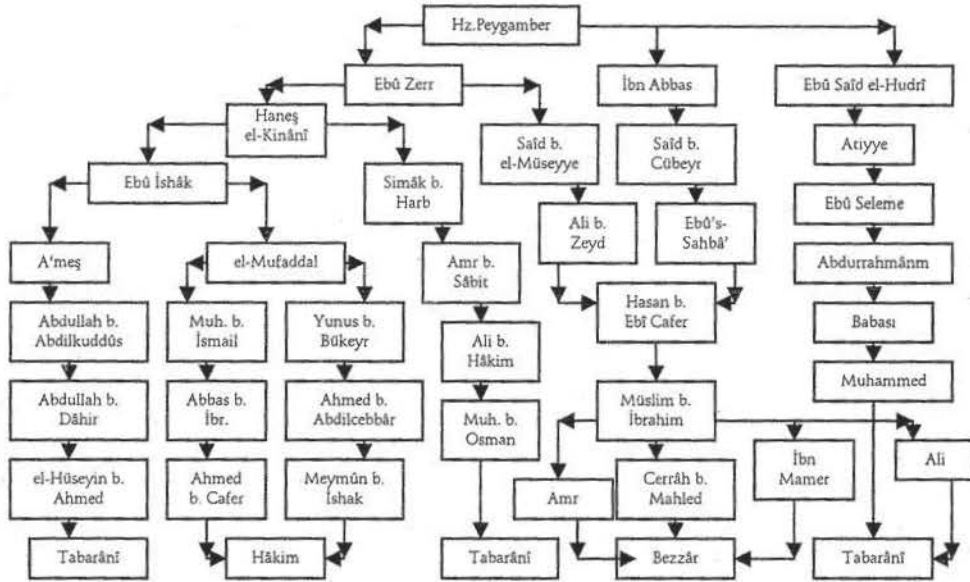 Hz.Peygamber
Ebû Zerr
İbn Abbas
Ebû Saîd el-Hudrî
Haneş
el-Kinânî
Saîd b.
el-Müseyye
Saîd b.
Cübeyr
Atiyye
Ebû İshâk
Simâk b.
Harb
Ebû Seleme
Ali b.
Zeyd
Ebû's-
Sahbâ'
A'meş
el-Mufaddal
Amr b.
Sâbit
Abdurrahmânm
Abdullah b.
Abdilkuddûs
Muh. b.
İsmail
Yunus b.
Bükeyr
Hasan b.
Ebî Cafer
Babası
Ali b.
Hâkim
Muhammed
Abdullah b.
Dâhir
Abbas b.
İbr.
Ahmed b.
Abdilcebbâr
Müslim b.
İbrahim
Muh. b.
Osman
el-Hüseyin b.
Ahmed
Ahmed
b. Cafer
Meymûn b.
İshak
Amr
Cerrâh b.
Mahled
İbn
Mamer
Ali
Tabarânî
Hâkim
Tabarânî
Bezzâr
Tabarânî